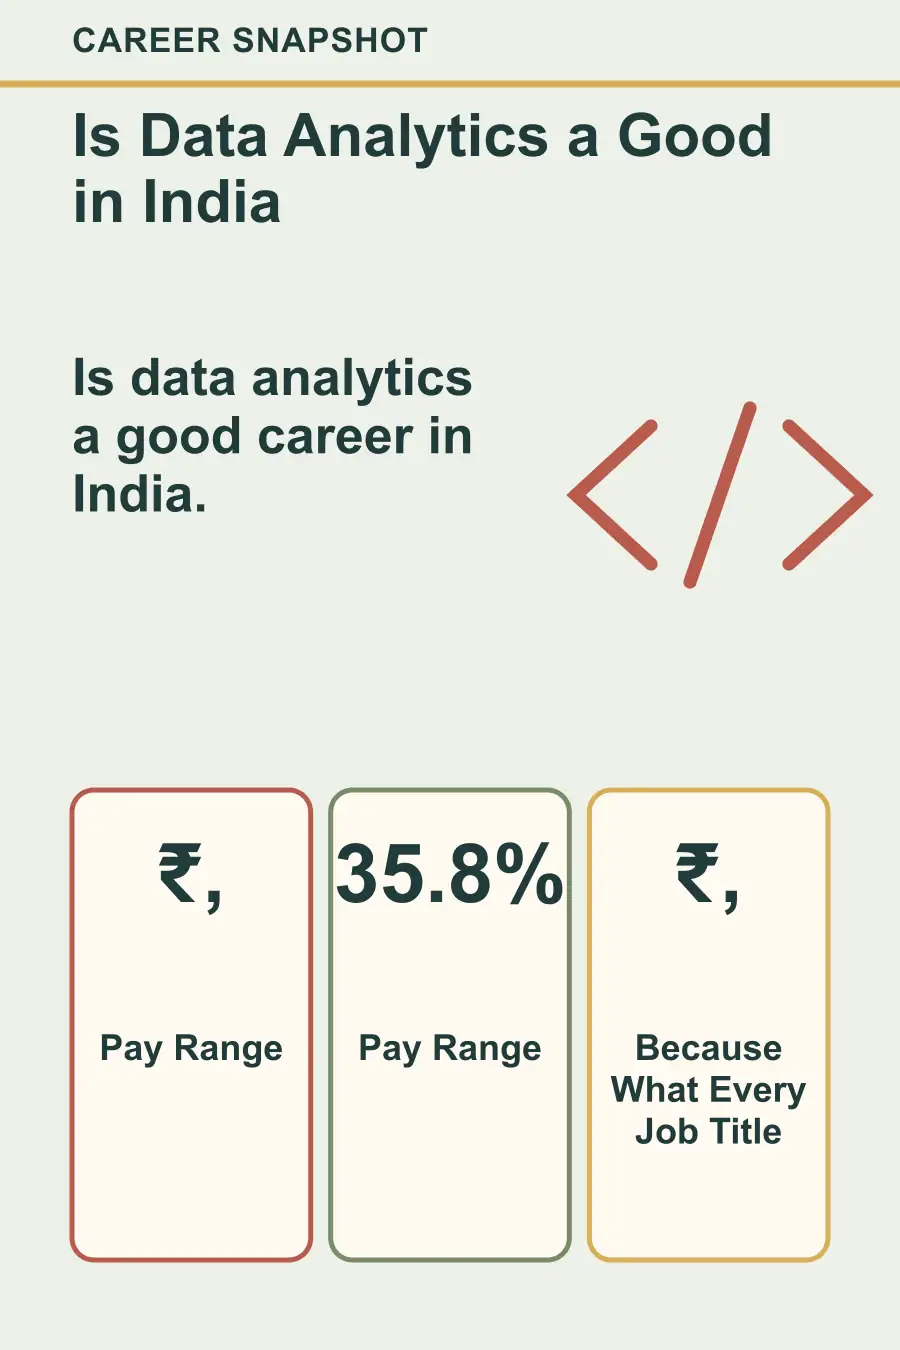 CAREER SNAPSHOT
Is Data Analytics a Good
in India
Is data analytics
a good career in
India.
₹,
Pay Range
35.8%
Pay Range
₹,
Because
What Every
Job Title